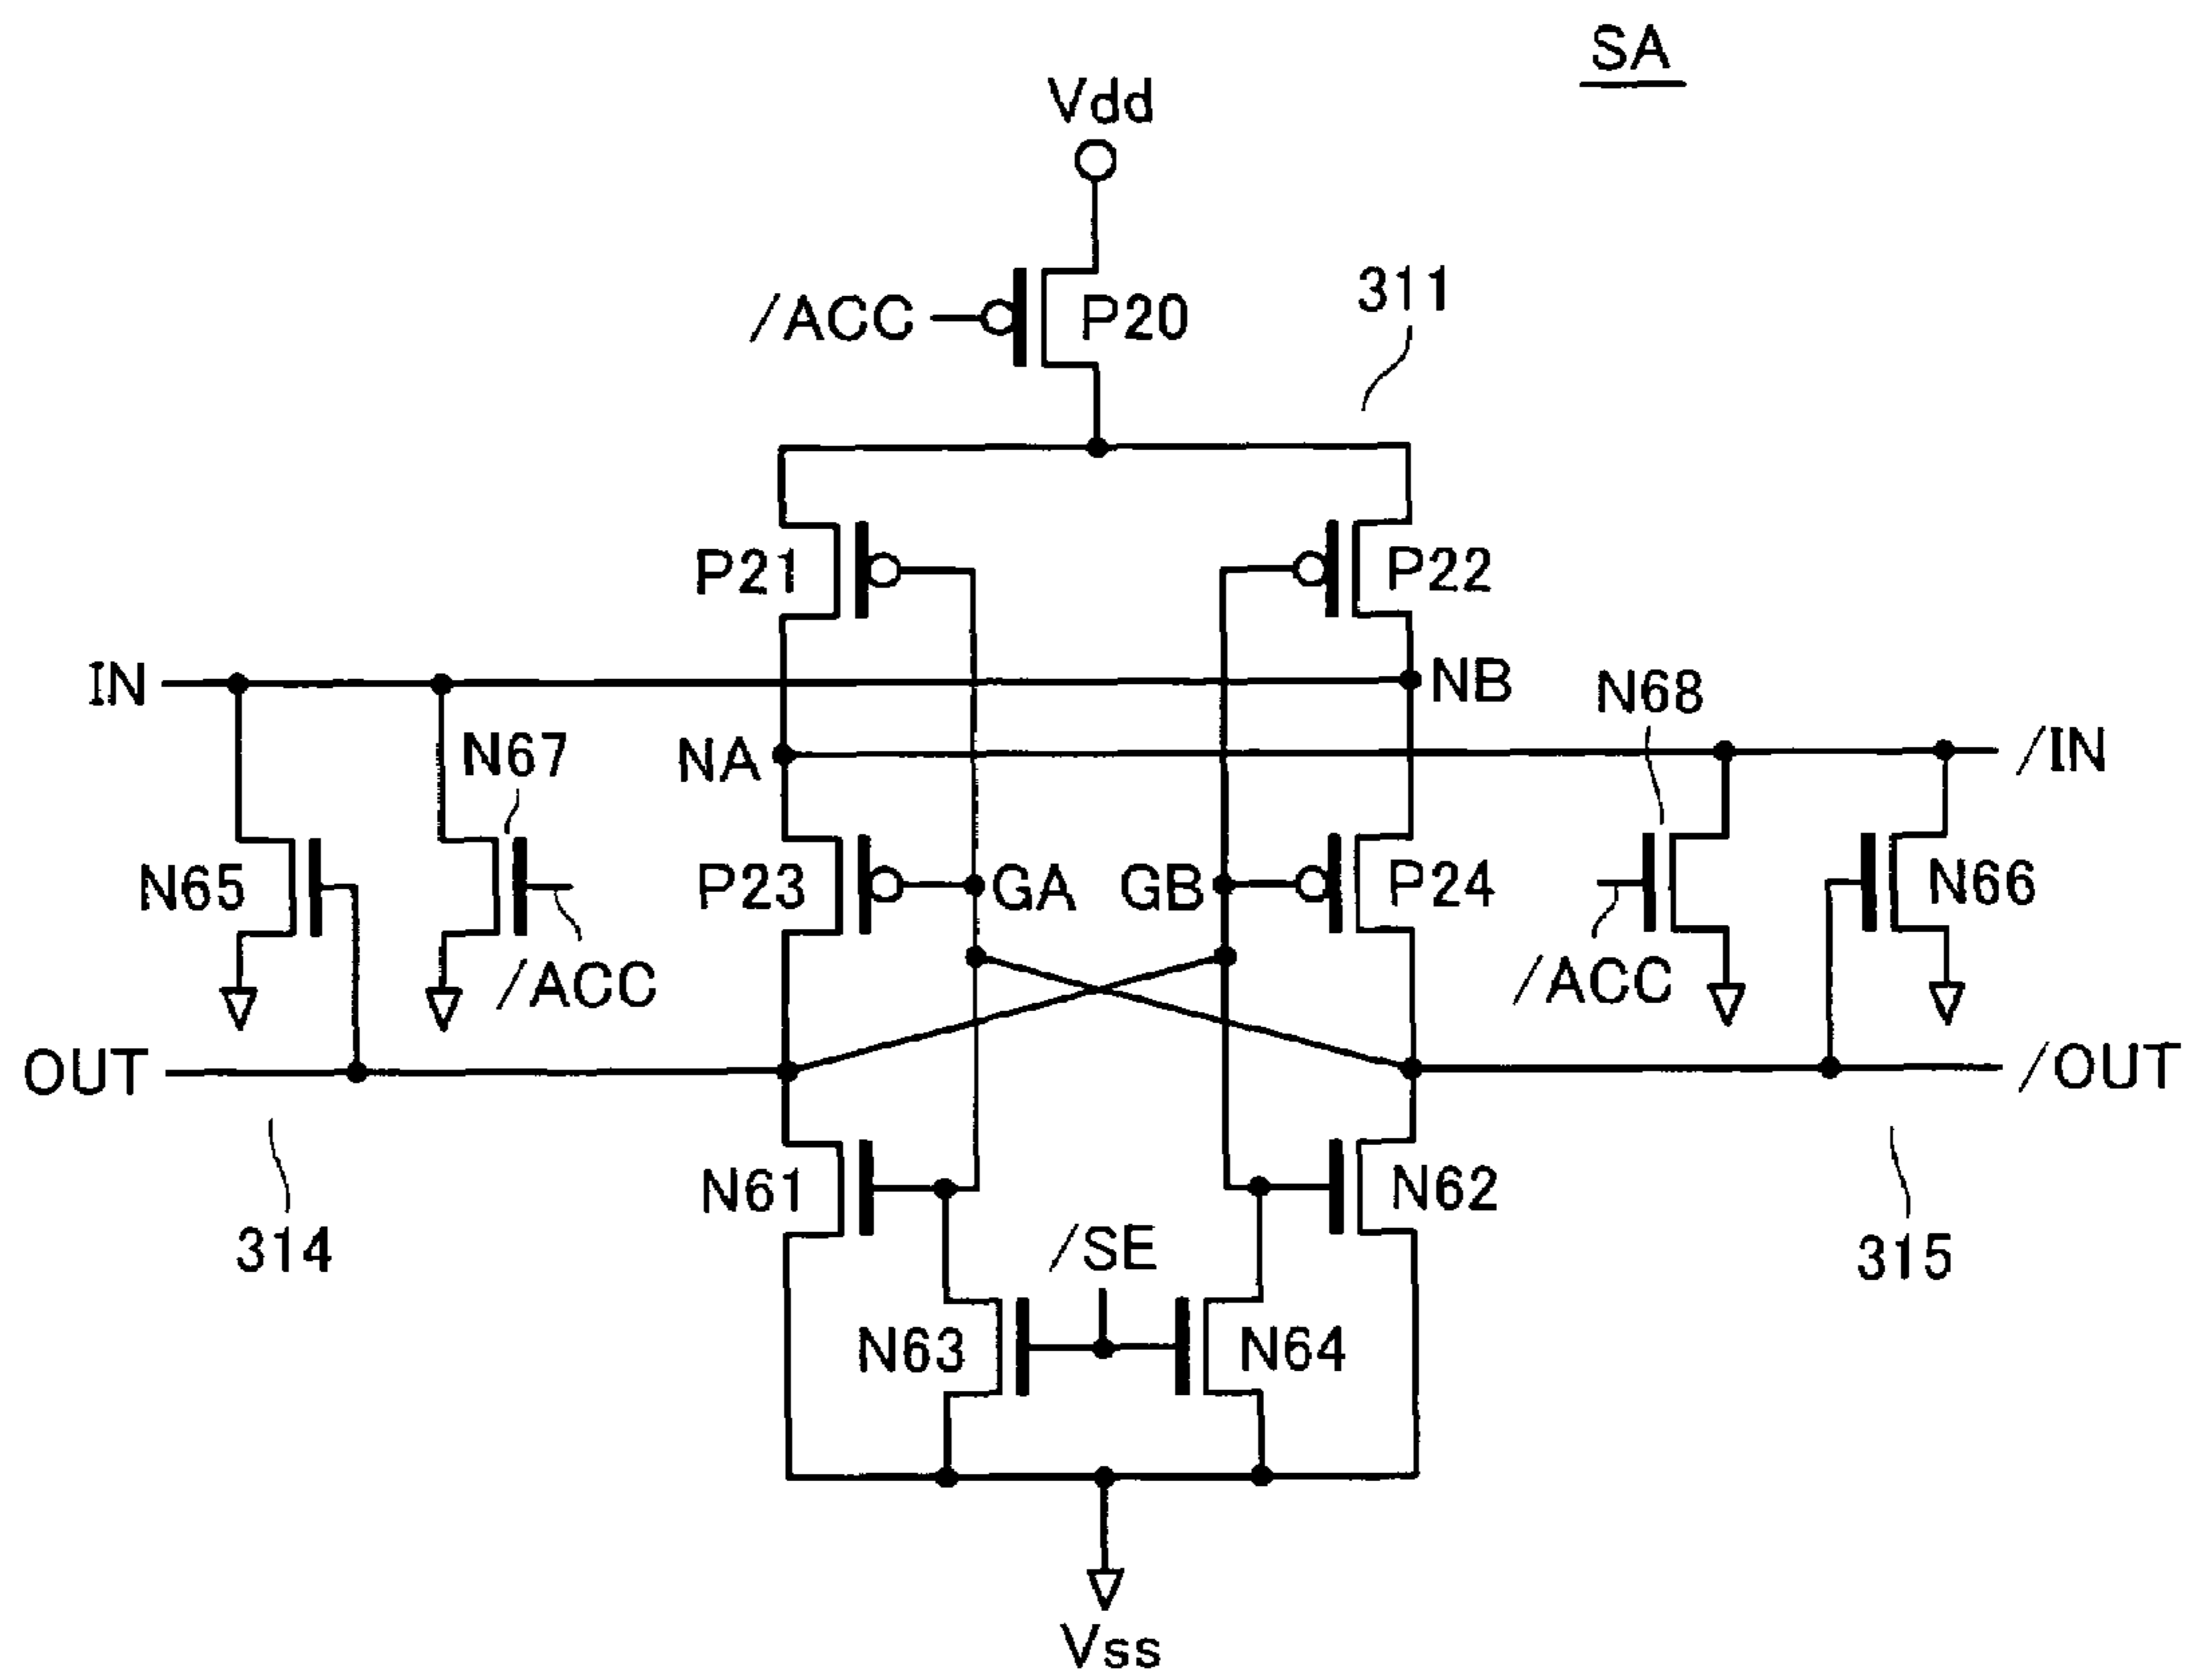 SA
Vdd
/ACC
P20
311
P21
P22
IN
NB
N68
N67
NA
/IN
N65
P23
GA
GB
P24
N66
/ACC
/ACC
OUT
/OUT
N61
N62
314
/SE
315
N63
N64
Vss